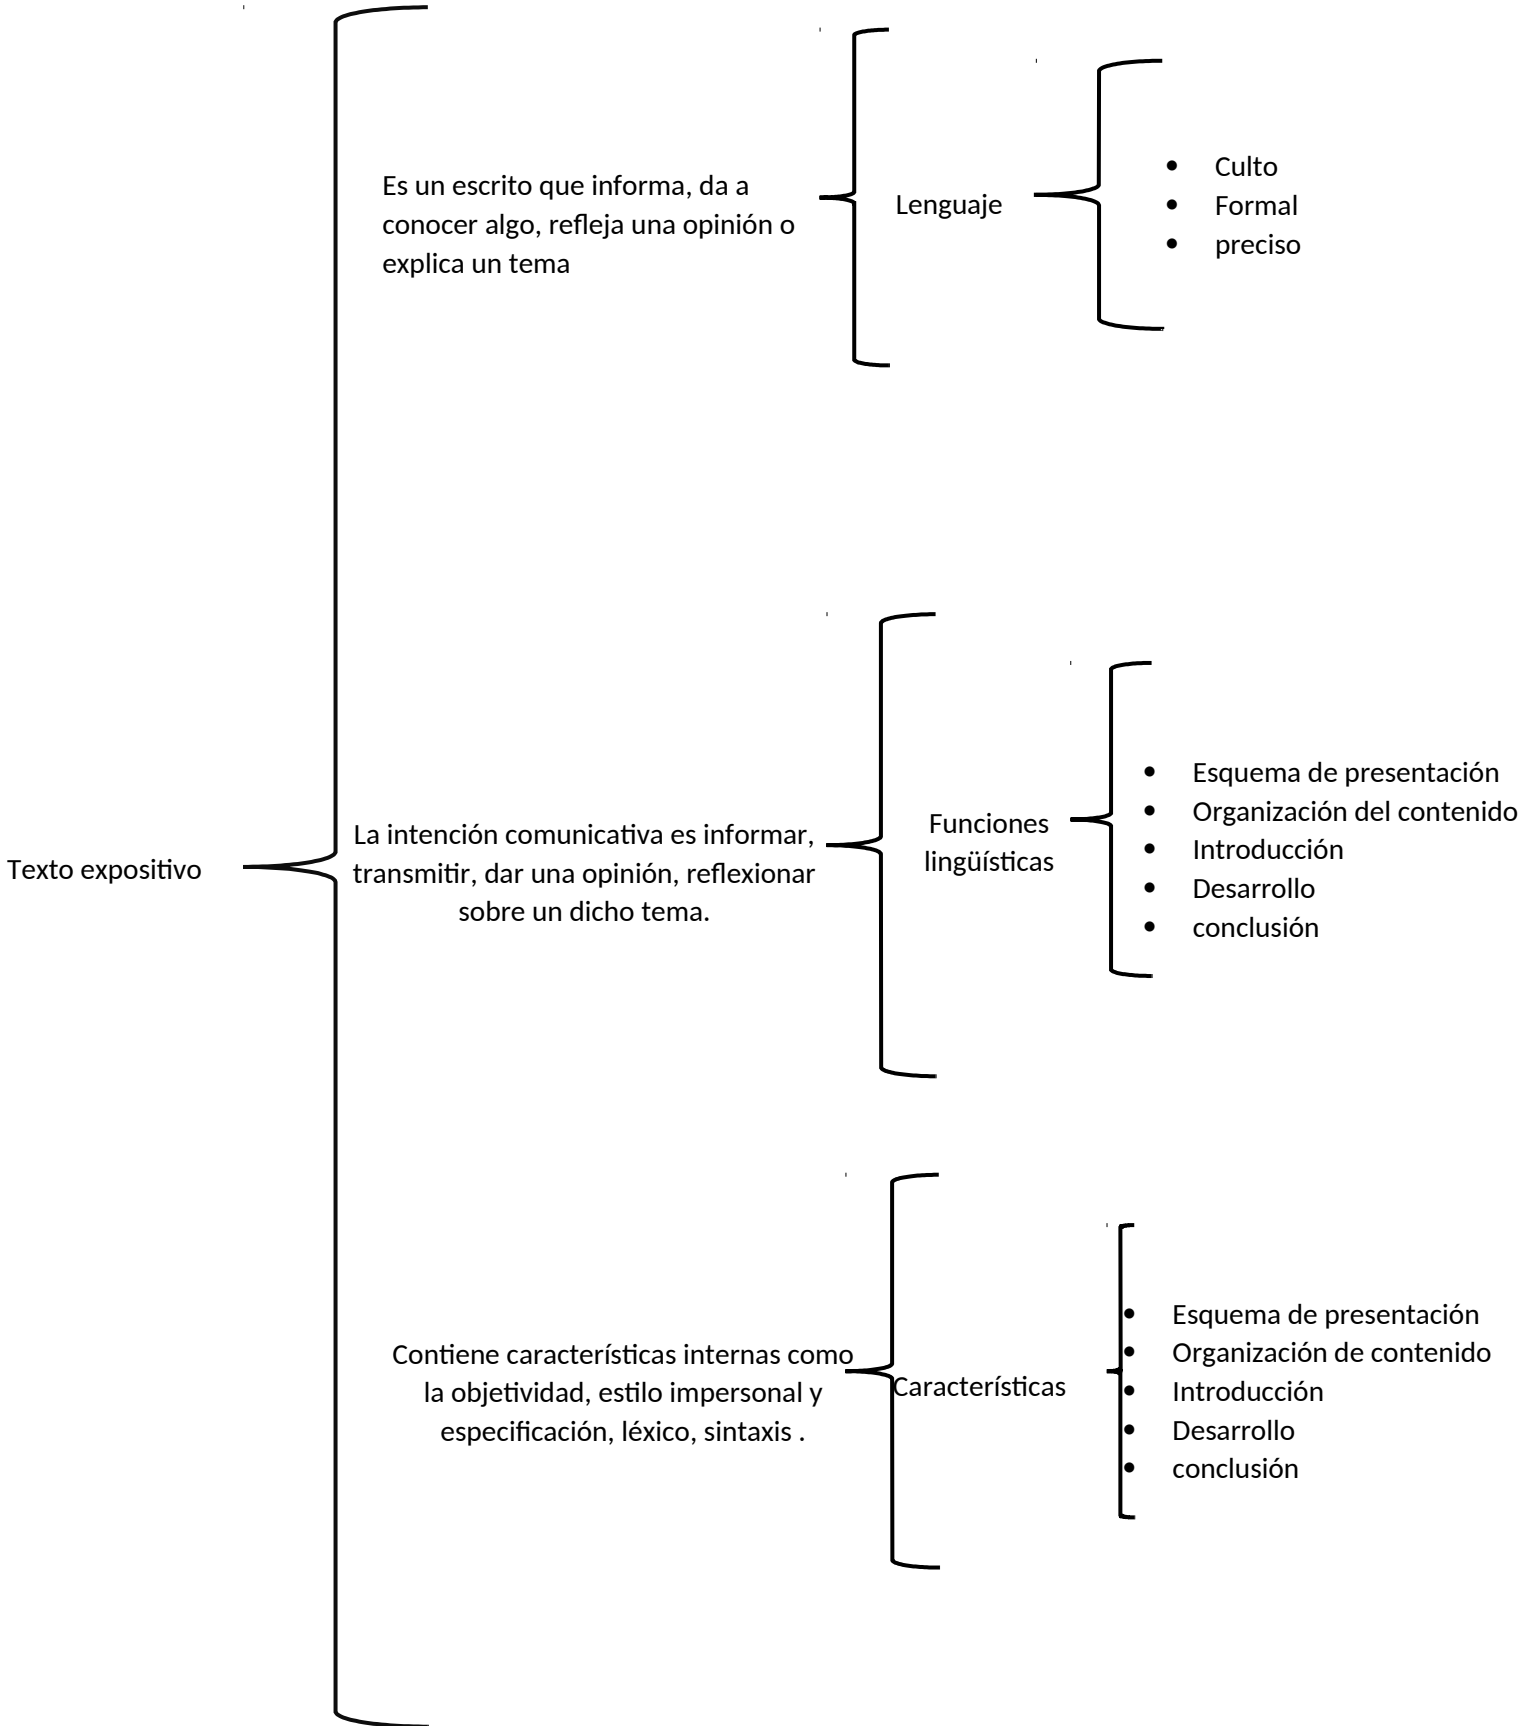 Texto expositivo
Es un escrito que informa, da a
conocer algo, refleja una opinión o
explica un tema
Lenguaje
• Culto
• Formal
• preciso
La intención comunicativa es informar,
transmitir, dar una opinión, reflexionar
sobre un dicho tema.
Funciones
lingüísticas
• Esquema de presentación
• Organización del contenido
• Introducción
• Desarrollo
• conclusión
Contiene características internas como
la objetividad, estilo impersonal y
especificación, léxico, sintaxis .
Características
• Esquema de presentación
• Organización de contenido
• Introducción
• Desarrollo
• conclusión